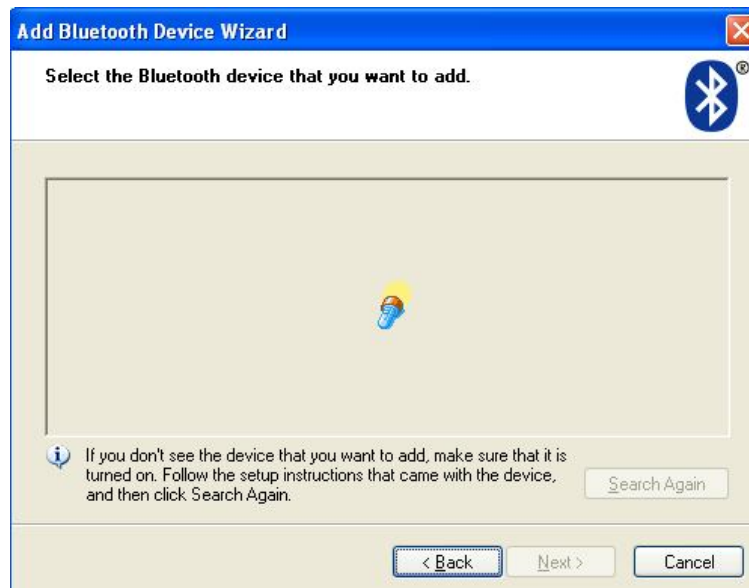 Add Bluetooth Device Wizard
Select the Bluetooth device that you want to add.
®
If you don't see the device that you want to add, make sure that it is
turned on. Follow the setup instructions that came with the device,
and then click Search Again.
Search Again
< Back
Next >
Cancel